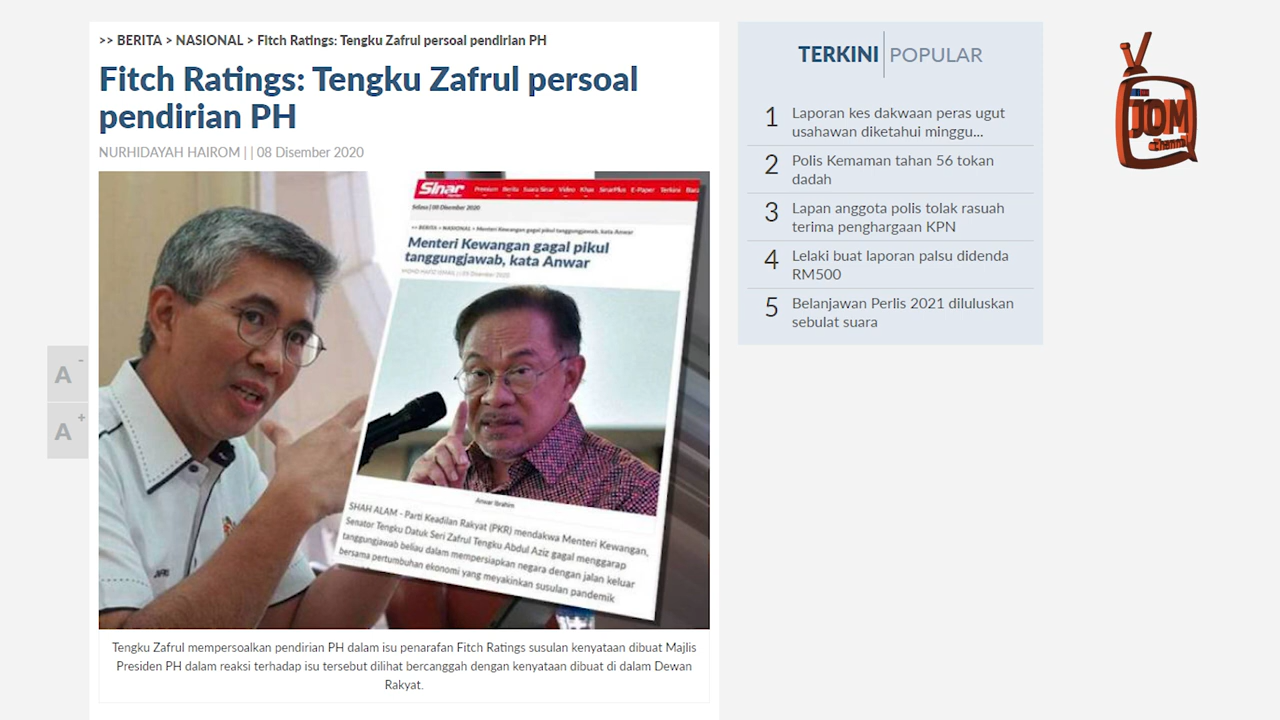 >> BERITA > NASIONAL > Fitch Ratings: Tengku Zafrul persoal pendirian PH
Fitch Ratings: Tengku Zafrul persoal
pendirian PH
NURHIDAYAH HAIROM | | 08 Disember 2020
Sinar
Premium Berita Suara Sinar Video Khas SinarPlus E-Paper Terkini
Selasa | 08 Disember 2020
>> BERITA > NASIONAL > Menteri Kewangan gagal pikul tanggungjawab, kata Anwar
Menteri Kewangan gagal pikul
tanggungjawab, kata Anwar
Anwar Ibrahim
SHAH ALAM - Parti Keadilan Rakyat (PKR) mendakwa Menteri Kewangan,
Senator Tengku Datuk Seri Zafrul Tengku Abdul Aziz gagal menggarap
tanggungjawab beliau dalam mempersiapkan negara dengan jalan keluar
bersama pertumbuhan ekonomi yang meyakinkan susulan pandemik
Tengku Zafrul mempersoalkan pendirian PH dalam isu penarafan Fitch Ratings susulan kenyataan dibuat Majlis
Presiden PH dalam reaksi terhadap isu tersebut dilihat bercanggah dengan kenyataan dibuat di dalam Dewan
Rakyat.
A -
A +
TERKINI | POPULAR
1 Laporan kes dakwaan peras ugut
usahawan diketahui minggu...
2 Polis Kemaman tahan 56 tokan
dadah
3 Lapan anggota polis tolak rasuah
terima penghargaan KPN
4 Lelaki buat laporan palsu didenda
RM500
5 Belanjawan Perlis 2021 diluluskan
sebulat suara
JOM
Channel